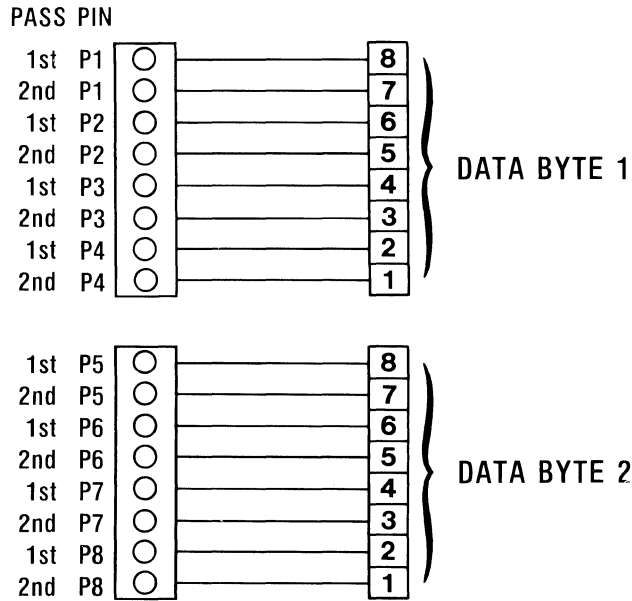 PASS PIN
1st P1 8
2nd P1 7
1st P2 6
2nd P2 5
1st P3 4
2nd P3 3
1st P4 2
2nd P4 1
DATA BYTE 1
1st P5 8
2nd P5 7
1st P6 6
2nd P6 5
1st P7 4
2nd P7 3
1st P8 2
2nd P8 1
DATA BYTE 2